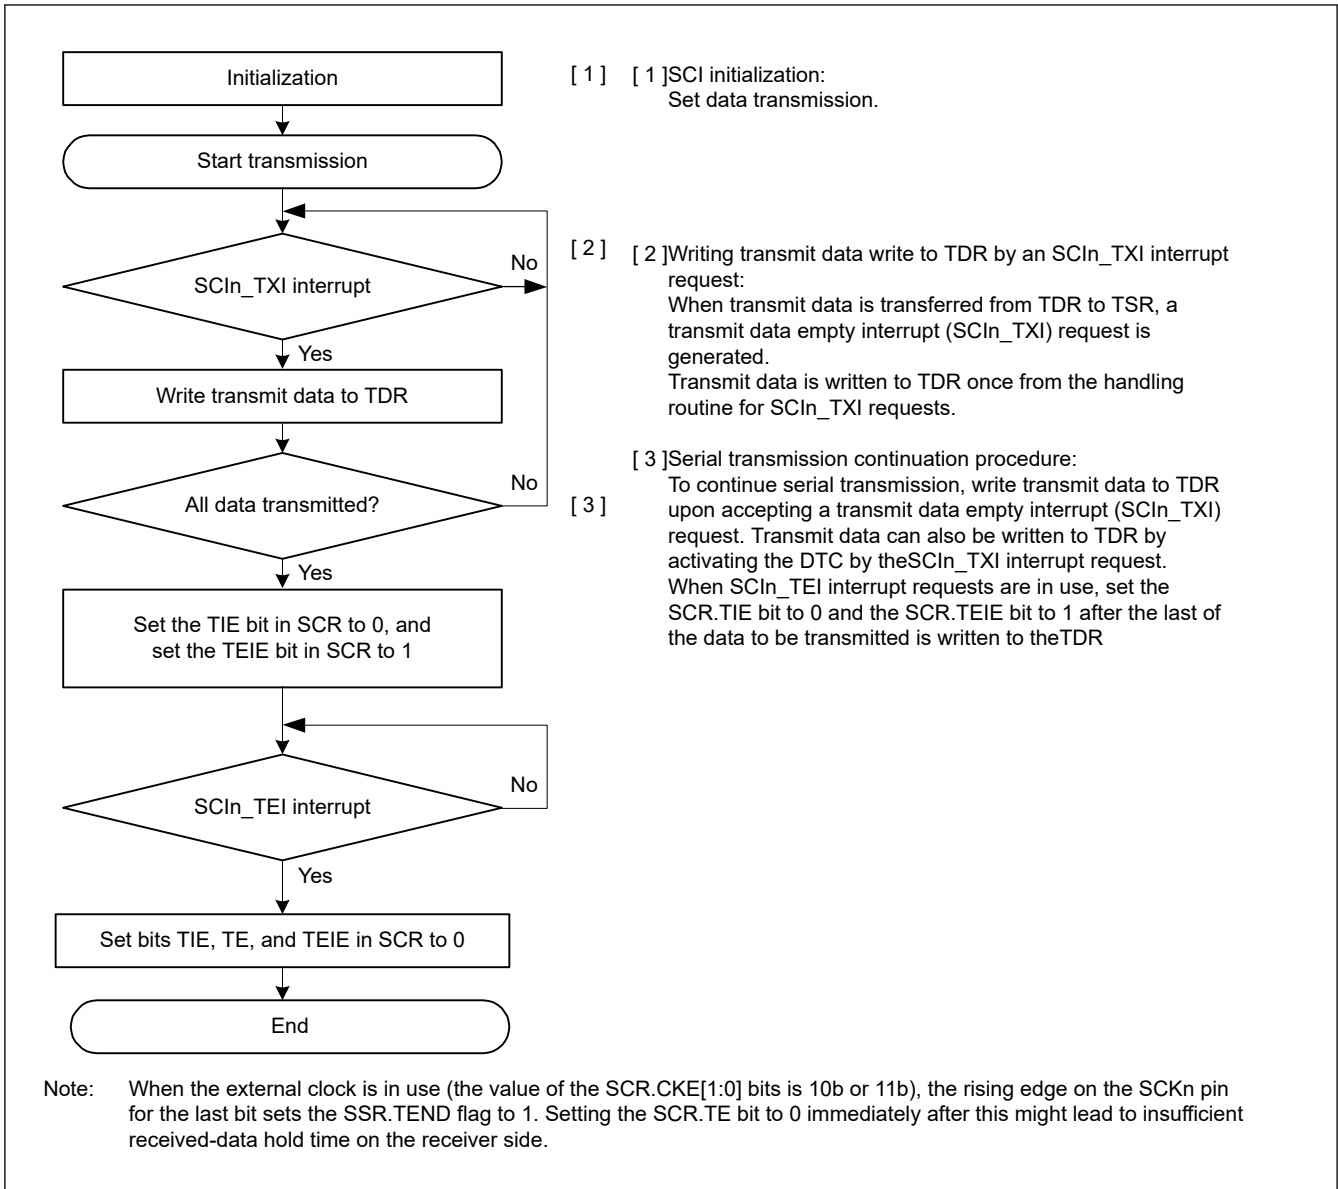 Initialization
[ 1 ] [ 1 ]SCI initialization:
Set data transmission.
Start transmission
SCIn_TXI interrupt
No
Yes
[ 2 ] [ 2 ]Writing transmit data write to TDR by an SCIn_TXI interrupt
request:
When transmit data is transferred from TDR to TSR, a
transmit data empty interrupt (SCIn_TXI) request is
generated.
Transmit data is written to TDR once from the handling
routine for SCIn_TXI requests.
Write transmit data to TDR
All data transmitted?
No
Yes
[ 3 ] [ 3 ]Serial transmission continuation procedure:
To continue serial transmission, write transmit data to TDR
upon accepting a transmit data empty interrupt (SCIn_TXI)
request. Transmit data can also be written to TDR by
activating the DTC by theSCIn_TXI interrupt request.
When SCIn_TEI interrupt requests are in use, set the
SCR.TIE bit to 0 and the SCR.TEIE bit to 1 after the last of
the data to be transmitted is written to theTDR
Set the TIE bit in SCR to 0, and
set the TEIE bit in SCR to 1
SCIn_TEI interrupt
No
Yes
Set bits TIE, TE, and TEIE in SCR to 0
End
Note: When the external clock is in use (the value of the SCR.CKE[1:0] bits is 10b or 11b), the rising edge on the SCKn pin
for the last bit sets the SSR.TEND flag to 1. Setting the SCR.TE bit to 0 immediately after this might lead to insufficient
received-data hold time on the receiver side.